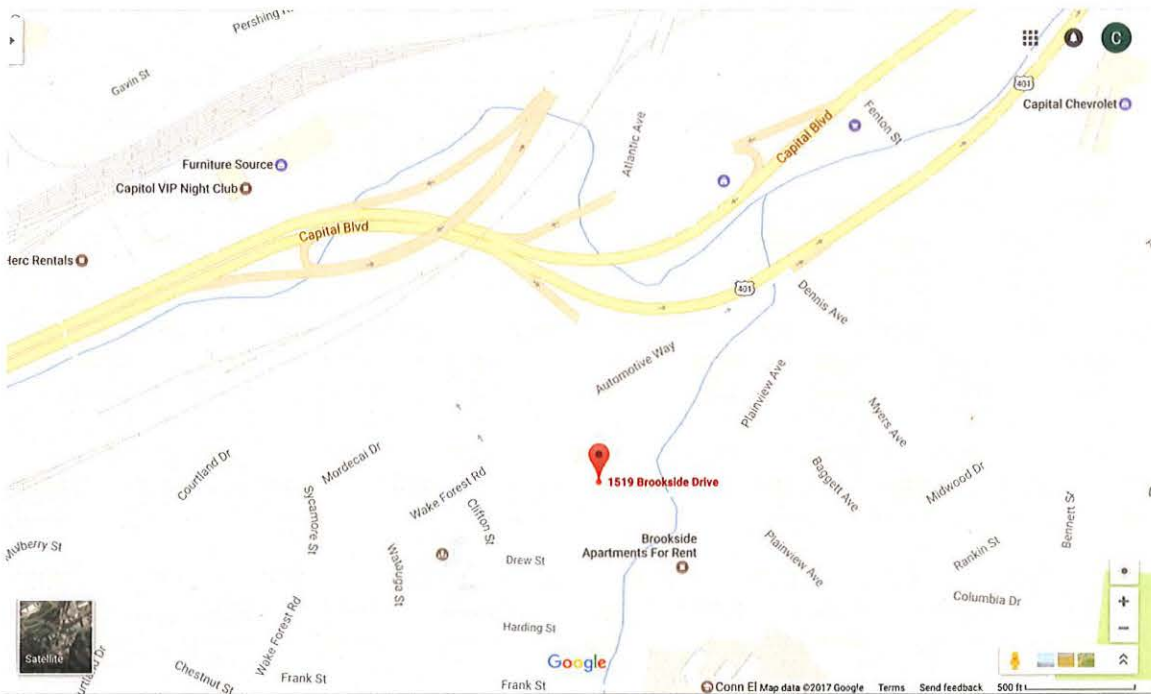 Pershing R
Gavin St
C
401
Capital Chevrolet
Atlantic Ave
Capital Blvd
Fenton St
Furniture Source
Capitol VIP Night Club
Capital Blvd
Herc Rentals
401
Dennis Ave
Automotive Way
Plainview Ave
Myers Ave
Courtland Dr
Mordecai Dr
1519 Brookside Drive
Baggett Ave
Midwood Dr
Wake Forest Rd
Sycamore St
Clifton St
Bennett St
Mulberry St
Watauga St
Drew St
Brookside
Apartments For Rent
Plainview Ave
Rankin St
Columbia Dr
Wake Forest Rd
Harding St
Satellite
Google
urtland Dr
Chestnut St
Frank St
Frank St
Conn El
Map data ©2017 Google Terms Send feedback 500 ft